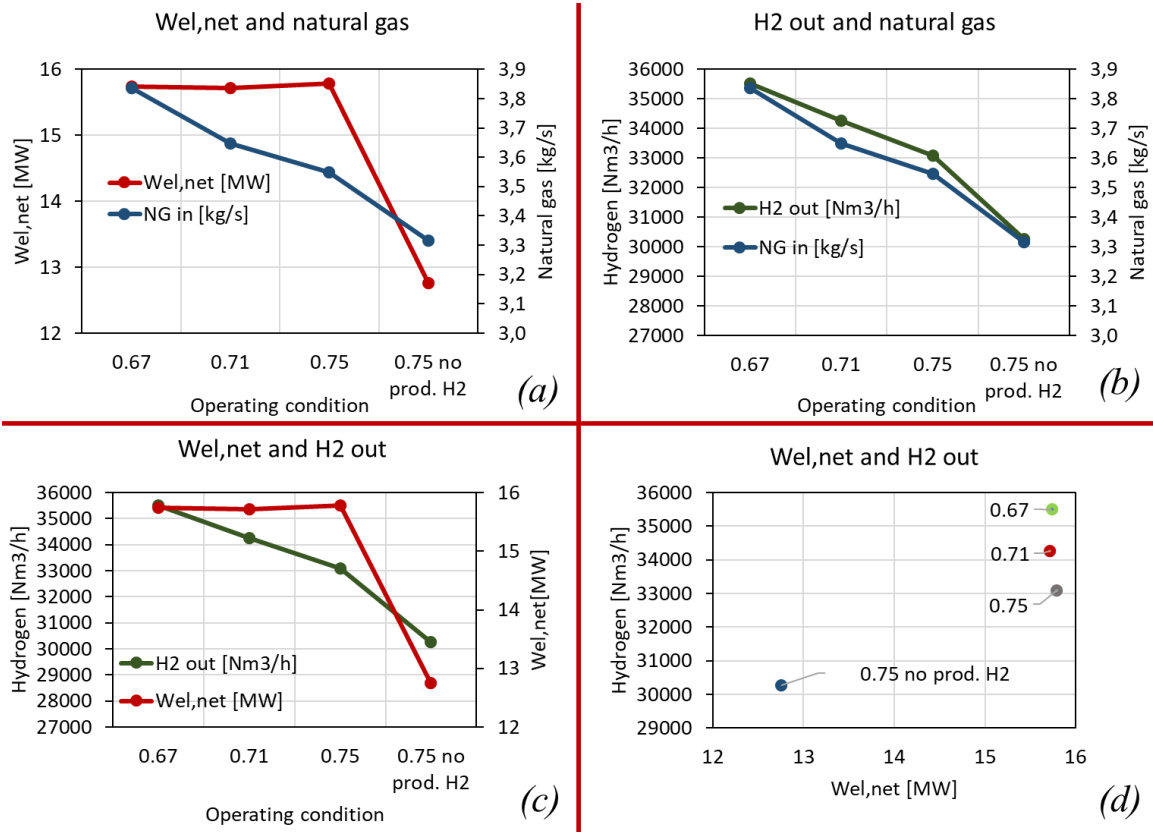 Wel,net and natural gas
16
15
14
13
12
Wel,net [MW]
3,9
3,8
3,7
3,6
3,5
3,4
3,3
3,2
3,1
3,0
Natural gas [kg/s]
Wel,net [MW]
NG in [kg/s]
0.67 0.71 0.75 0.75 no
prod. H2
Operating condition
(a)
H2 out and natural gas
36000
35000
34000
33000
32000
31000
30000
29000
28000
27000
Hydrogen [Nm3/h]
3,9
3,8
3,7
3,6
3,5
3,4
3,3
3,2
3,1
3,0
Natural gas [kg/s]
H2 out [Nm3/h]
NG in [kg/s]
0.67 0.71 0.75 0.75 no
prod. H2
Operating condition
(b)
Wel,net and H2 out
36000
35000
34000
33000
32000
31000
30000
29000
28000
27000
Hydrogen [Nm3/h]
16
15
14
13
12
Wel,net[MW]
H2 out [Nm3/h]
Wel,net [MW]
0.67 0.71 0.75 0.75 no
prod. H2
Operating condition
(c)
Wel,net and H2 out
36000
35000
34000
33000
32000
31000
30000
29000
Hydrogen [Nm3/h]
0.67
0.71
0.75
0.75 no prod. H2
12 13 14 15 16
Wel,net [MW]
(d)